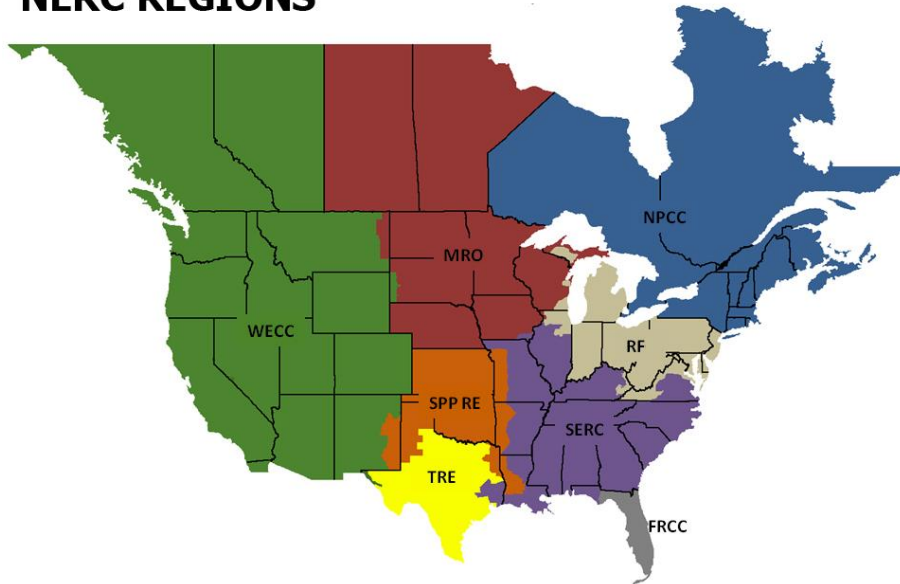 NERC REGIONS
NPCC
MRO
WECC
RF
SPP RE
SERC
TRE
FRCC